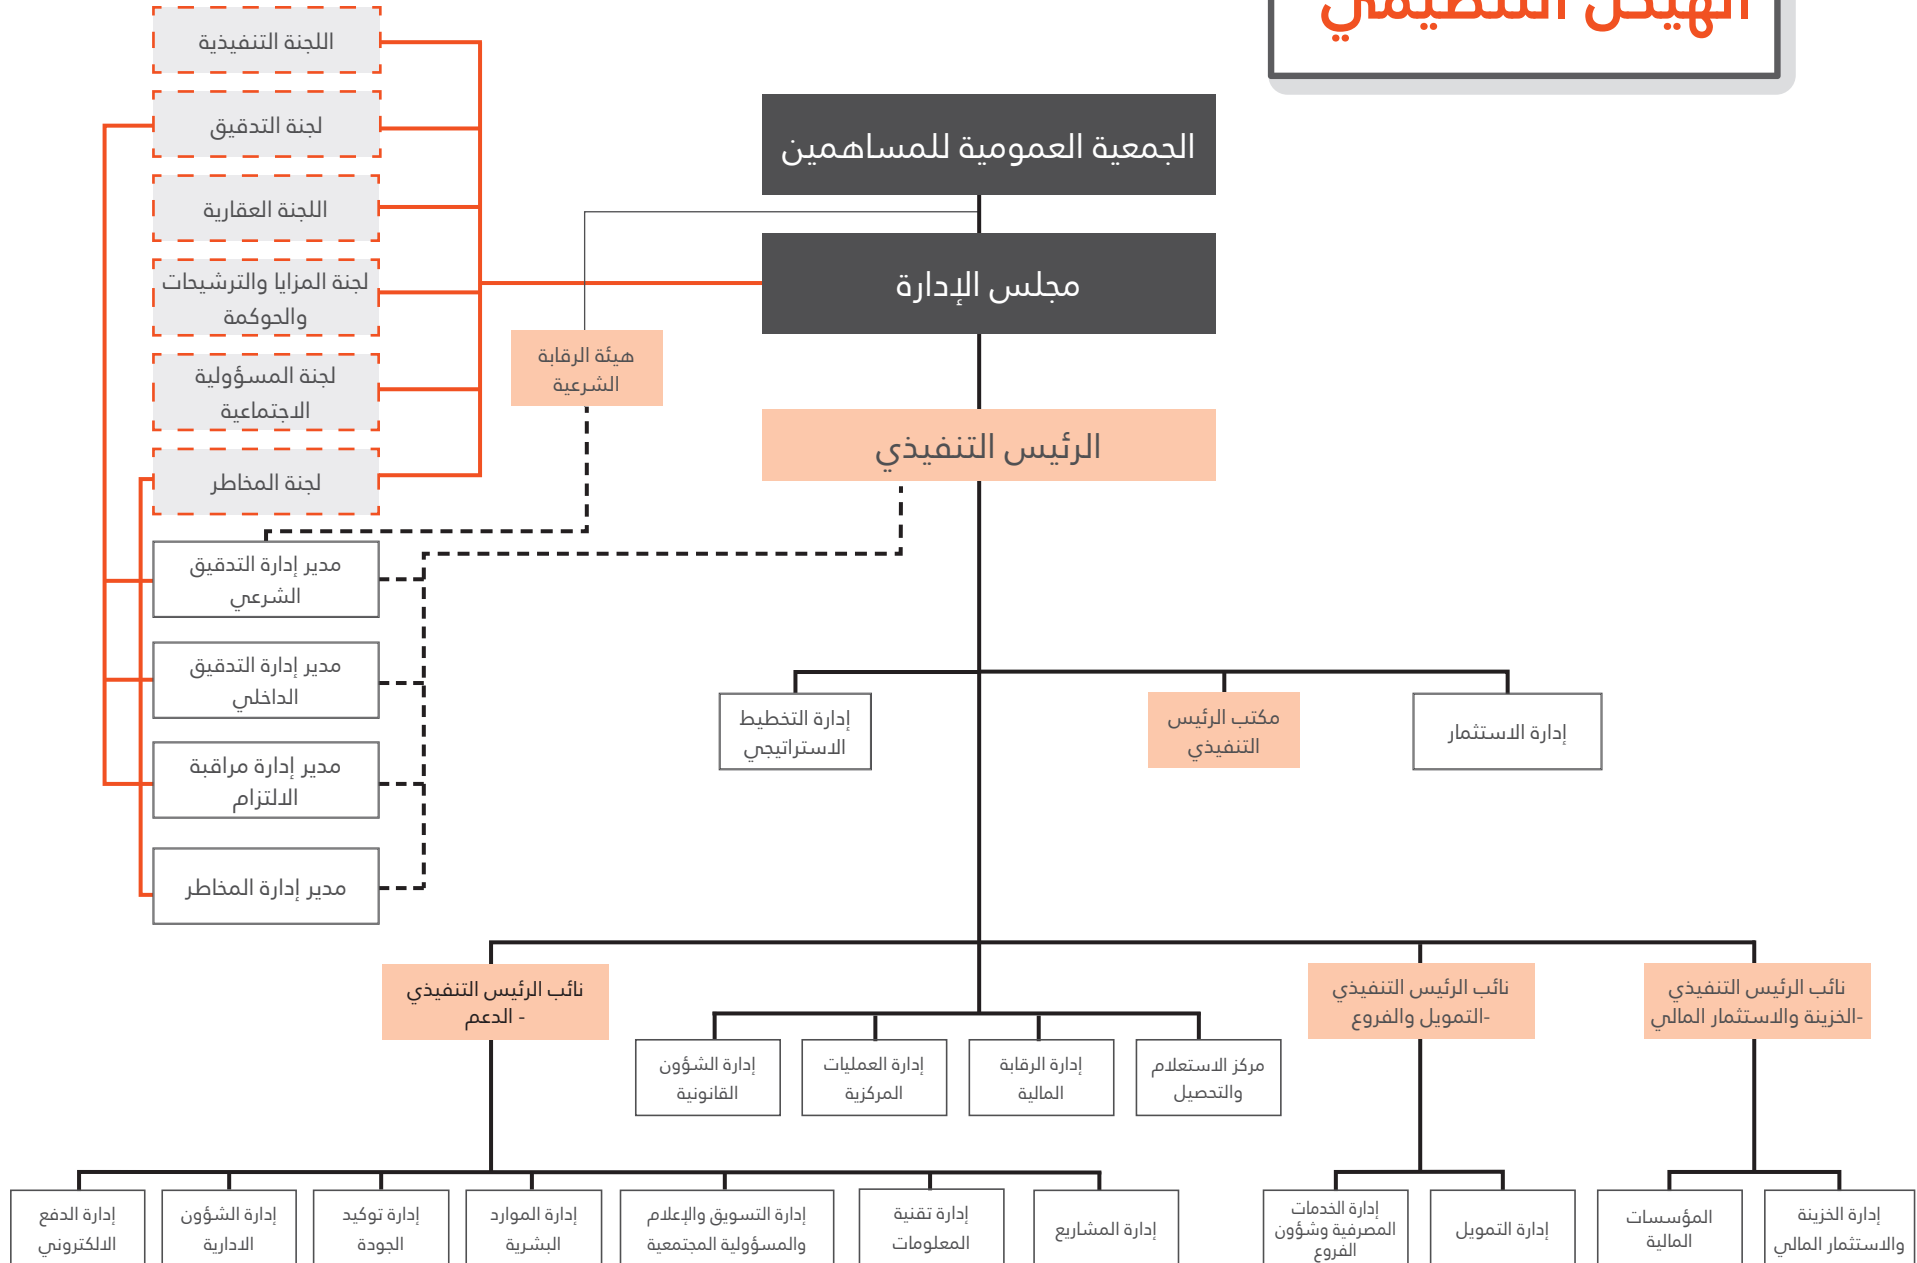 الهيكل التنظيمي
الجمعية العمومية للمساهمين
مجلس الإدارة
اللجنة التنفيذية
لجنة التدقيق
اللجنة العقارية
لجنة المزايا والترشيحات
والحوكمة
لجنة المسؤولية
الاجتماعية
لجنة المخاطر
هيئة الرقابة
الشرعية
الرئيس التنفيذي
مدير إدارة التدقيق
الشرعي
مدير إدارة التدقيق
الداخلي
مدير إدارة مراقبة
الالتزام
مدير إدارة المخاطر
إدارة الاستثمار
مكتب الرئيس
التنفيذي
إدارة التخطيط
الاستراتيجي
نائب الرئيس التنفيذي
-الخزينة والاستثمار المالي
نائب الرئيس التنفيذي
-التمويل والفروع
نائب الرئيس التنفيذي
- الدعم
مركز الاستعلام
والتحصيل
إدارة الرقابة
المالية
إدارة العمليات
المركزية
إدارة الشؤون
القانونية
إدارة الخزينة
والاستثمار المالي
المؤسسات
المالية
إدارة التمويل
إدارة الخدمات
المصرفية وشؤون
الفروع
إدارة المشاريع
إدارة تقنية
المعلومات
إدارة التسويق والإعلام
والمسؤولية المجتمعية
إدارة الموارد
البشرية
إدارة توكيد
الجودة
إدارة الشؤون
الادارية
إدارة الدفع
الالكتروني